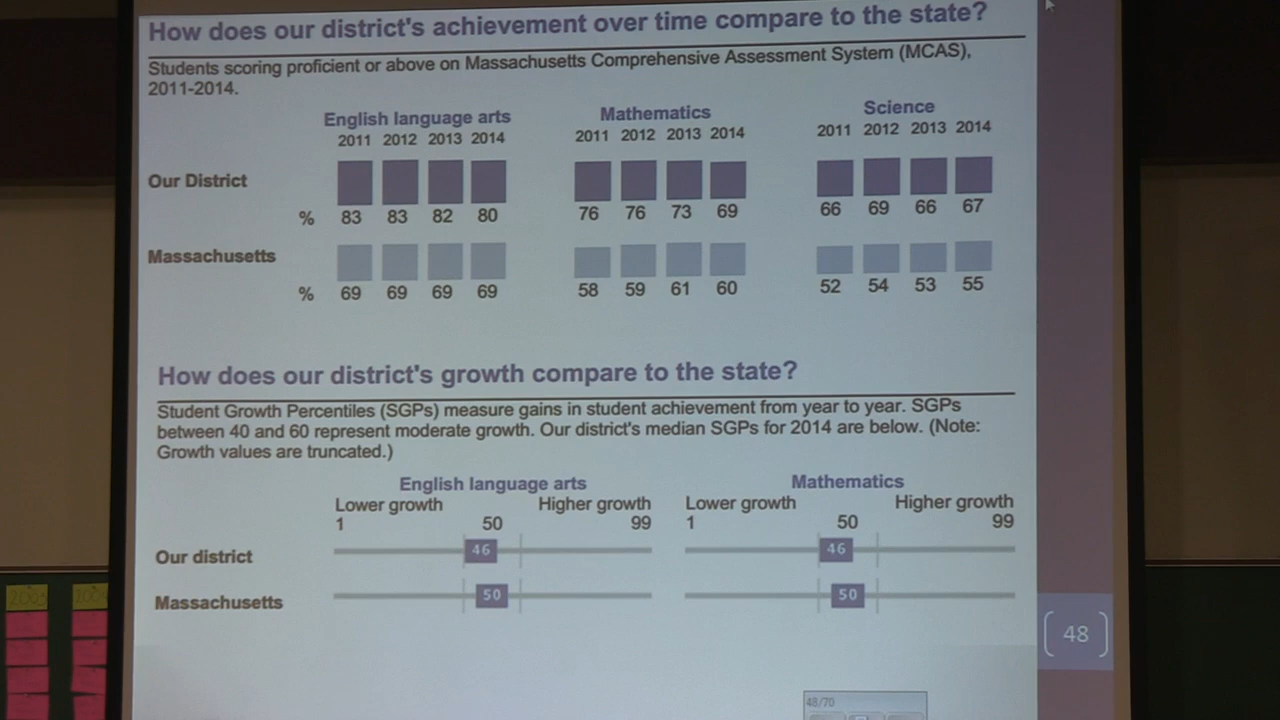 How does our district's achievement over time compare to the state?
Students scoring proficient or above on Massachusetts Comprehensive Assessment System (MCAS),
2011-2014.
English language arts Mathematics Science
2011 2012 2013 2014 2011 2012 2013 2014 2011 2012 2013 2014
Our District
% 83 83 82 80 76 76 73 69 66 69 66 67
Massachusetts
% 69 69 69 69 58 59 61 60 52 54 53 55
How does our district's growth compare to the state?
Student Growth Percentiles (SGPs) measure gains in student achievement from year to year. SGPs
between 40 and 60 represent moderate growth. Our district's median SGPs for 2014 are below. (Note:
Growth values are truncated.)
English language arts Mathematics
Lower growth Higher growth Lower growth Higher growth
1 50 99 1 50 99
Our district 46 46
Massachusetts 50 50
48
48/70